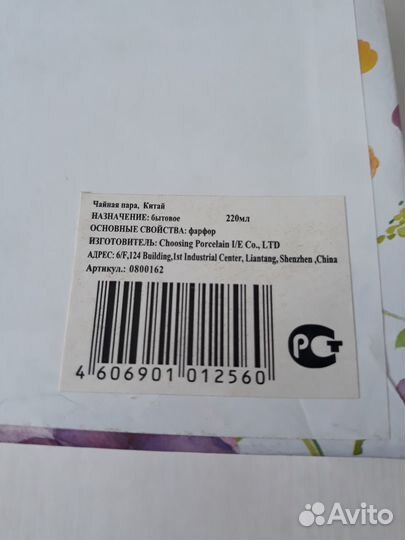 Чайная пара, Китай
НАЗНАЧЕНИЕ: бытовое 220мл
ОСНОВНЫЕ СВОЙСТВА: фарфор
ИЗГОТОВИТЕЛЬ: Choosing Porcelain I/E Co., LTD
АДРЕС: 6/F,124 Building,1st Industrial Center, Liantang, Shenzhen ,China
Артикул.: 0800162
4 606901 012560
РСТ
Avito